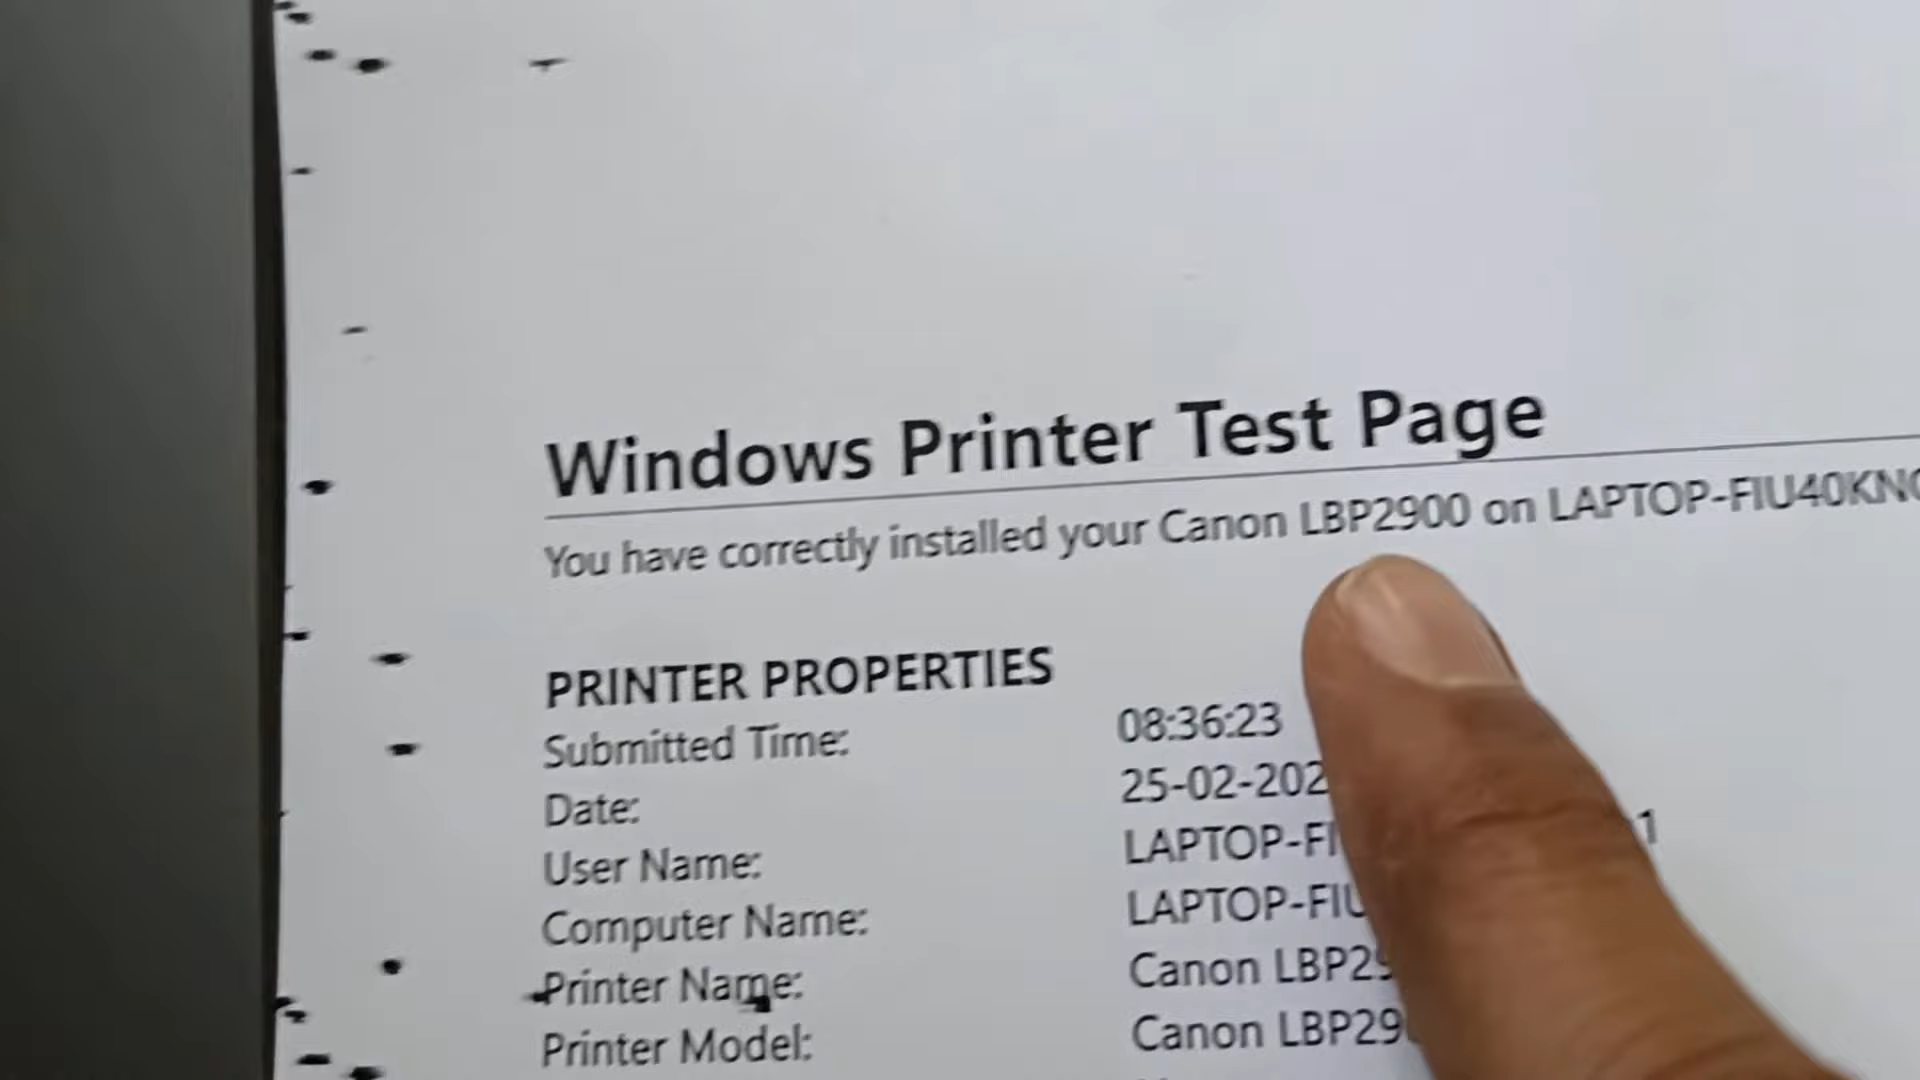 Windows Printer Test Page
You have correctly installed your Canon LBP2900 on LAPTOP-FIU40KN
PRINTER PROPERTIES
Submitted Time: 08:36:23
Date: 25-02-202
User Name: LAPTOP-FI 1
Computer Name: LAPTOP-FIU
Printer Name: Canon LBP29
Printer Model: Canon LBP29